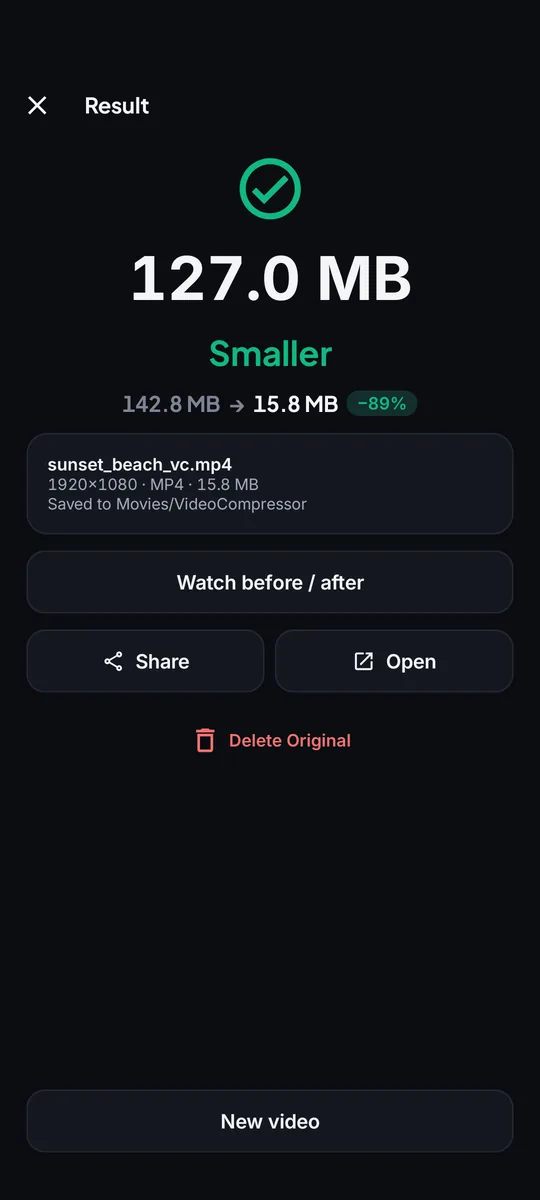 Result
127.0 MB
Smaller
142.8 MB → 15.8 MB −89%
sunset_beach_vc.mp4
1920×1080 · MP4 · 15.8 MB
Saved to Movies/VideoCompressor
Watch before / after
Share
Open
Delete Original
New video